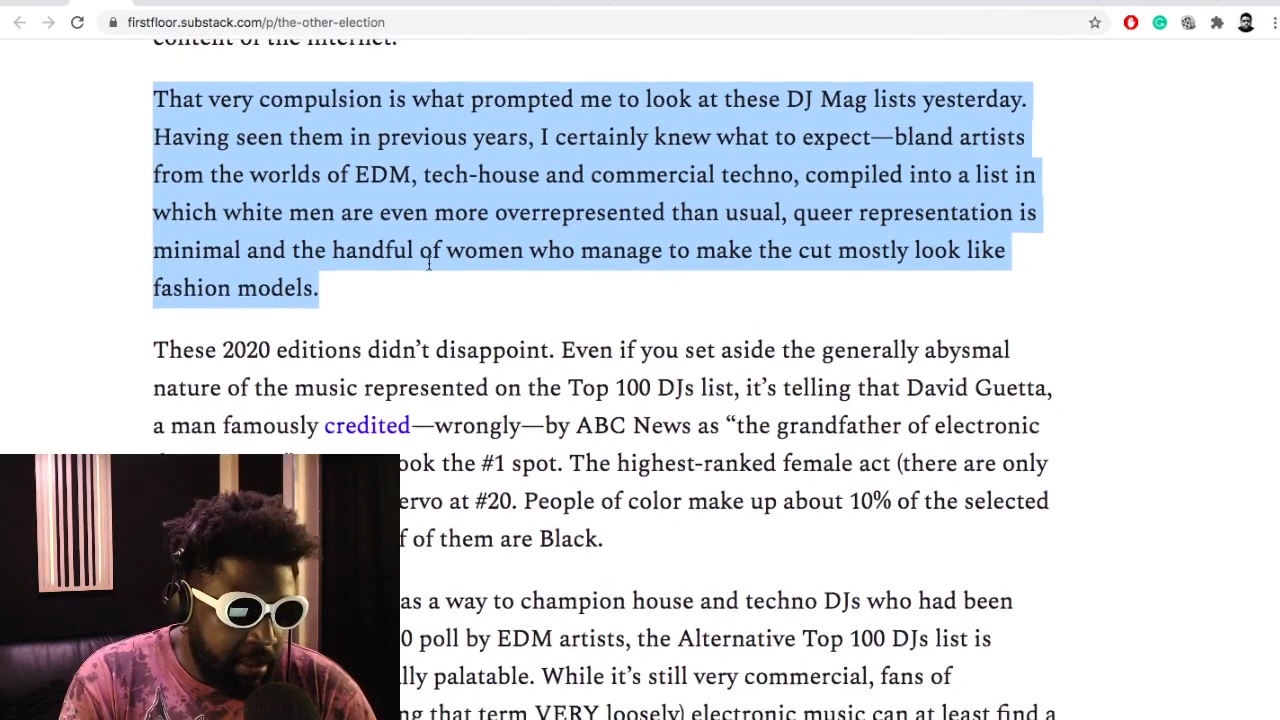 firstfloor.substack.com/p/the-other-election
content of the internet.
That very compulsion is what prompted me to look at these DJ Mag lists yesterday.
Having seen them in previous years, I certainly knew what to expect—bland artists
from the worlds of EDM, tech-house and commercial techno, compiled into a list in
which white men are even more overrepresented than usual, queer representation is
minimal and the handful of women who manage to make the cut mostly look like
fashion models.
These 2020 editions didn’t disappoint. Even if you set aside the generally abysmal
nature of the music represented on the Top 100 DJs list, it’s telling that David Guetta,
a man famously credited—wrongly—by ABC News as “the grandfather of electronic
ook the #1 spot. The highest-ranked female act (there are only
ervo at #20. People of color make up about 10% of the selected
f of them are Black.
as a way to champion house and techno DJs who had been
0 poll by EDM artists, the Alternative Top 100 DJs list is
lly palatable. While it’s still very commercial, fans of
ng that term VERY loosely) electronic music can at least find a